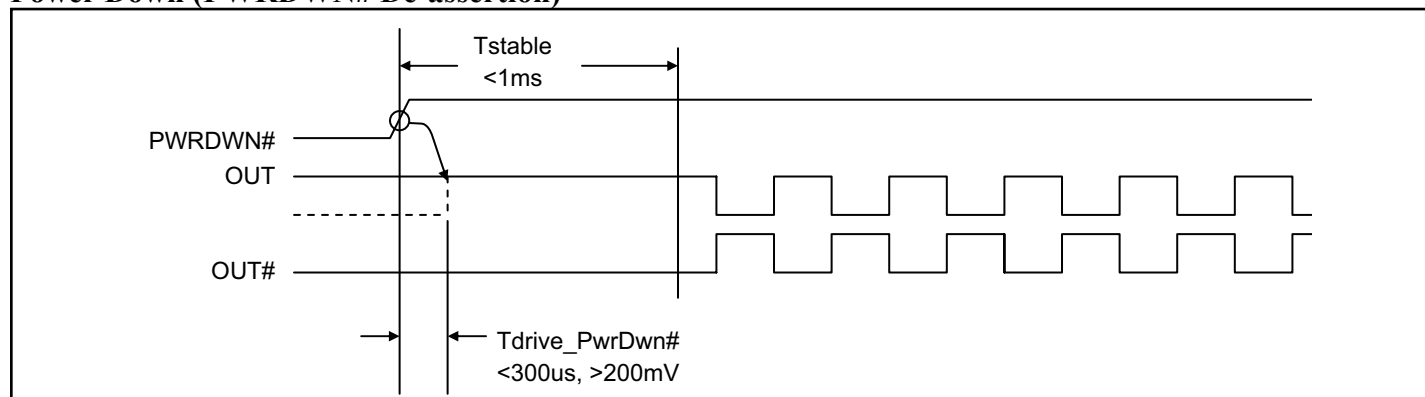 Power Down (PWRDWN# De-assertion)
Tstable
<1ms
PWRDWN#
OUT
OUT#
Tdrive_PwrDwn#
<300us, >200mV